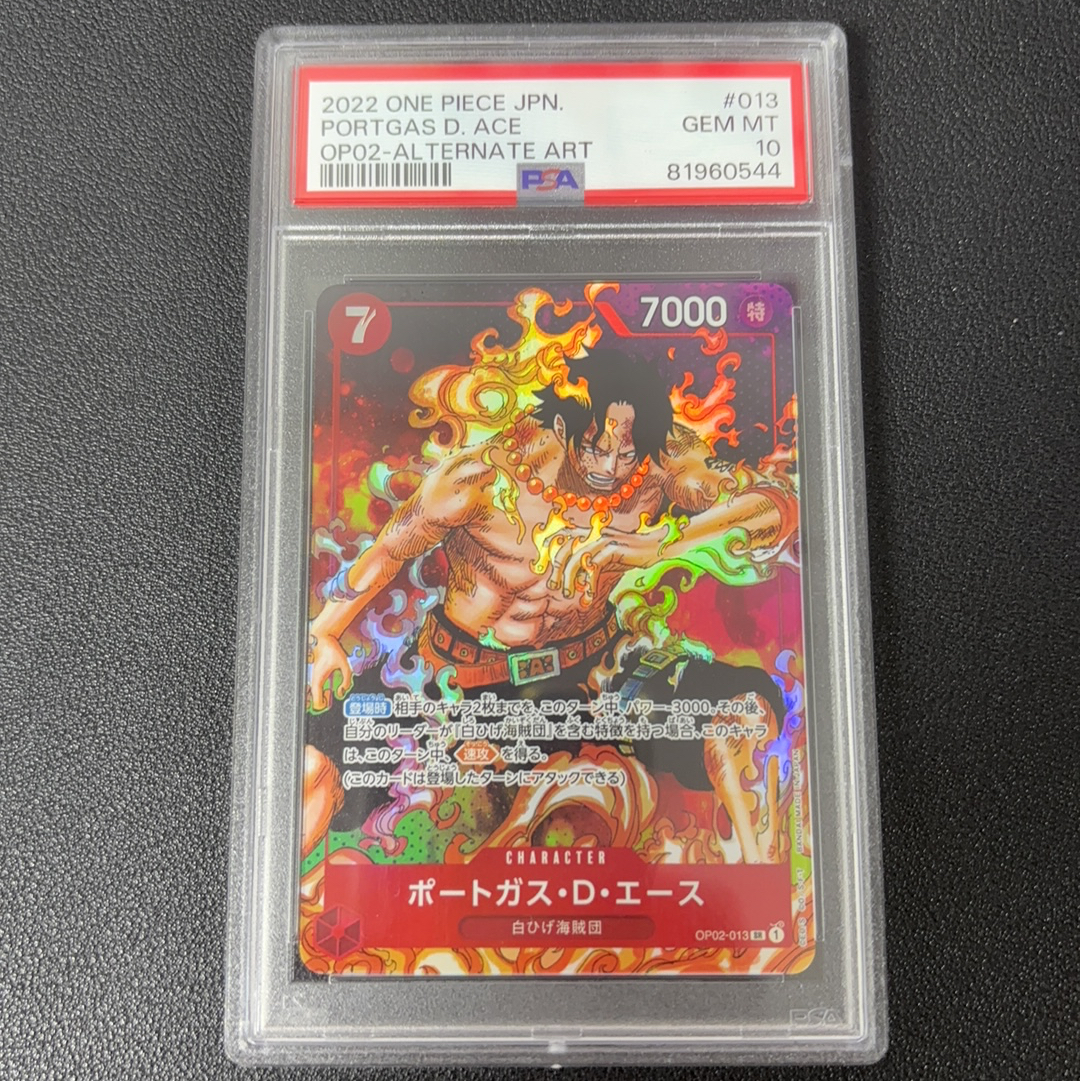 2022 ONE PIECE JPN.
#013
PORTGAS D. ACE
GEM MT
OP02-ALTERNATE ART
10
PSA
81960544
7
7000
特
登場時 相手のキャラ2枚までを、このターン中、パワー-3000。その後、
自分のリーダーが『白ひげ海賊団』を含む特徴を持つ場合、このキャラ
は、このターン中、速攻を得る。
(このカードは登場したターンにアタックできる)
CHARACTER
ポートガス・D・エース
白ひげ海賊団
OP02-013 SR 1
A
PSA